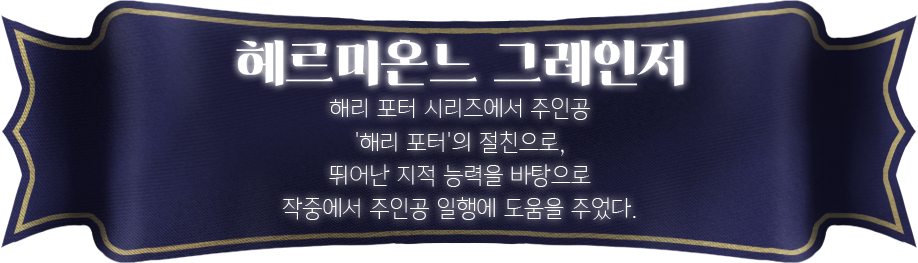 헤르미온느 그레인저
해리 포터 시리즈에서 주인공
'해리 포터'의 절친으로,
뛰어난 지적 능력을 바탕으로
작중에서 주인공 일행에 도움을 주었다.